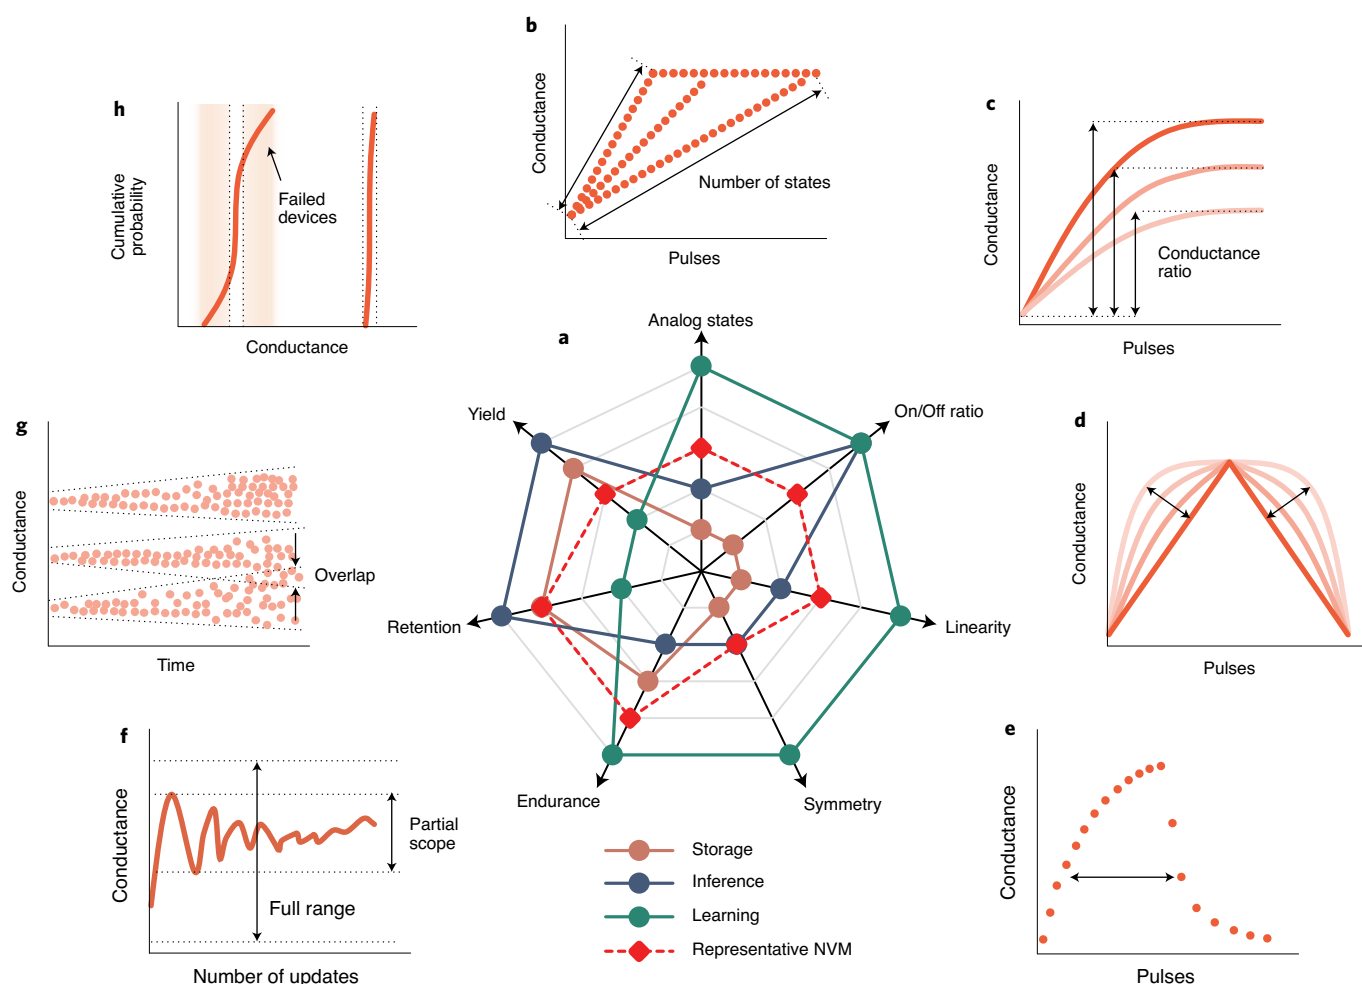 b
Conductance
Number of states
Pulses
h
Cumulative
probability
Failed
devices
Conductance
c
Conductance
Conductance
ratio
Pulses
a
Analog states
On/Off ratio
Linearity
Symmetry
Endurance
Retention
Yield
g
Conductance
Overlap
Time
d
Conductance
Pulses
f
Conductance
Partial
scope
Full range
Number of updates
Storage
Inference
Learning
Representative NVM
e
Conductance
Pulses